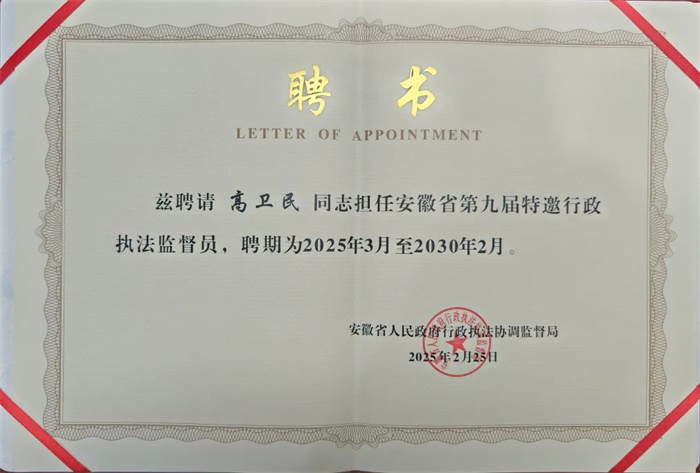 聘 书
LETTER OF APPOINTMENT
兹聘请 高卫民 同志担任安徽省第九届特邀行政
执法监督员，聘期为2025年3月至2030年2月。
安徽省人民政府行政执法协调监督局
2025年2月25日